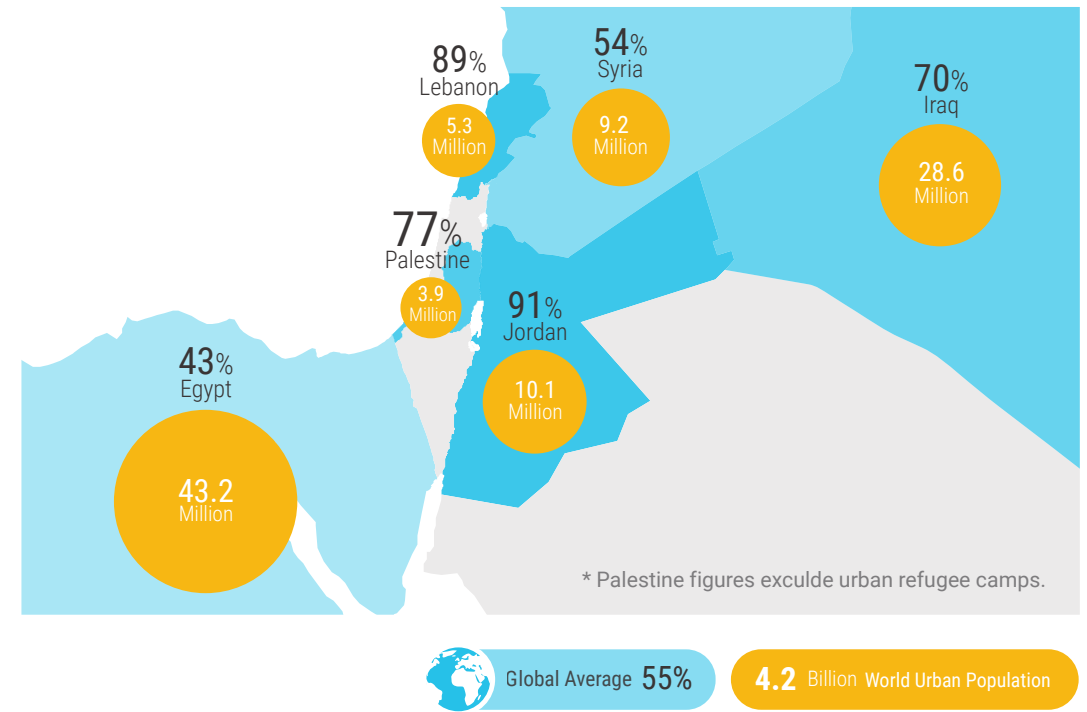 89%
Lebanon
5.3
Million
54%
Syria
9.2
Million
70%
Iraq
28.6
Million
77%
Palestine
3.9
Million
91%
Jordan
10.1
Million
43%
Egypt
43.2
Million
* Palestine figures exculde urban refugee camps.
Global Average 55%
4.2 Billion World Urban Population